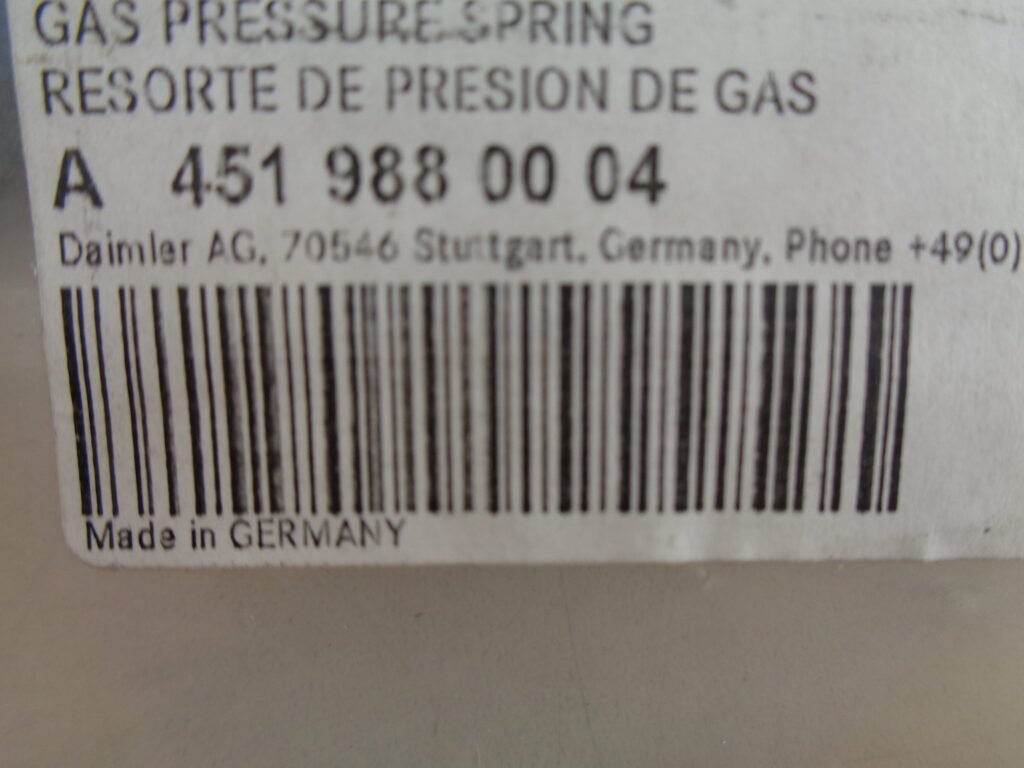 GAS PRESSURE SPRING
RESORTE DE PRESION DE GAS
A 451 988 00 04
Daimler AG, 70546 Stuttgart, Germany, Phone +49(0)
Made in GERMANY